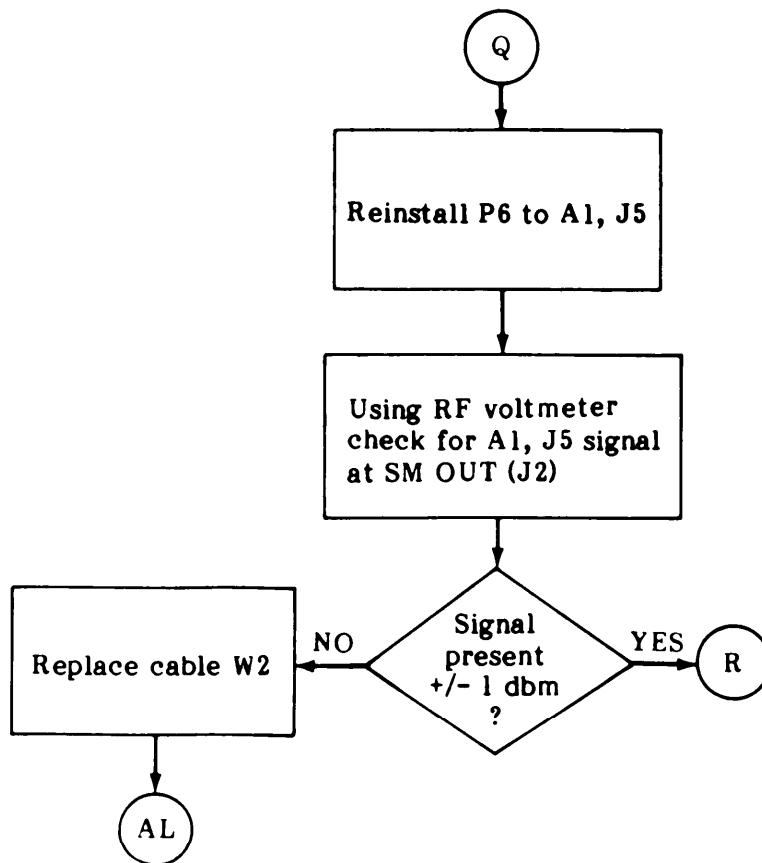 Q
Reinstall P6 to A1, J5
Using RF voltmeter
check for A1, J5 signal
at SM OUT (J2)
Signal
present
+/- 1 dbm
?
NO
YES
Replace cable W2
R
AL